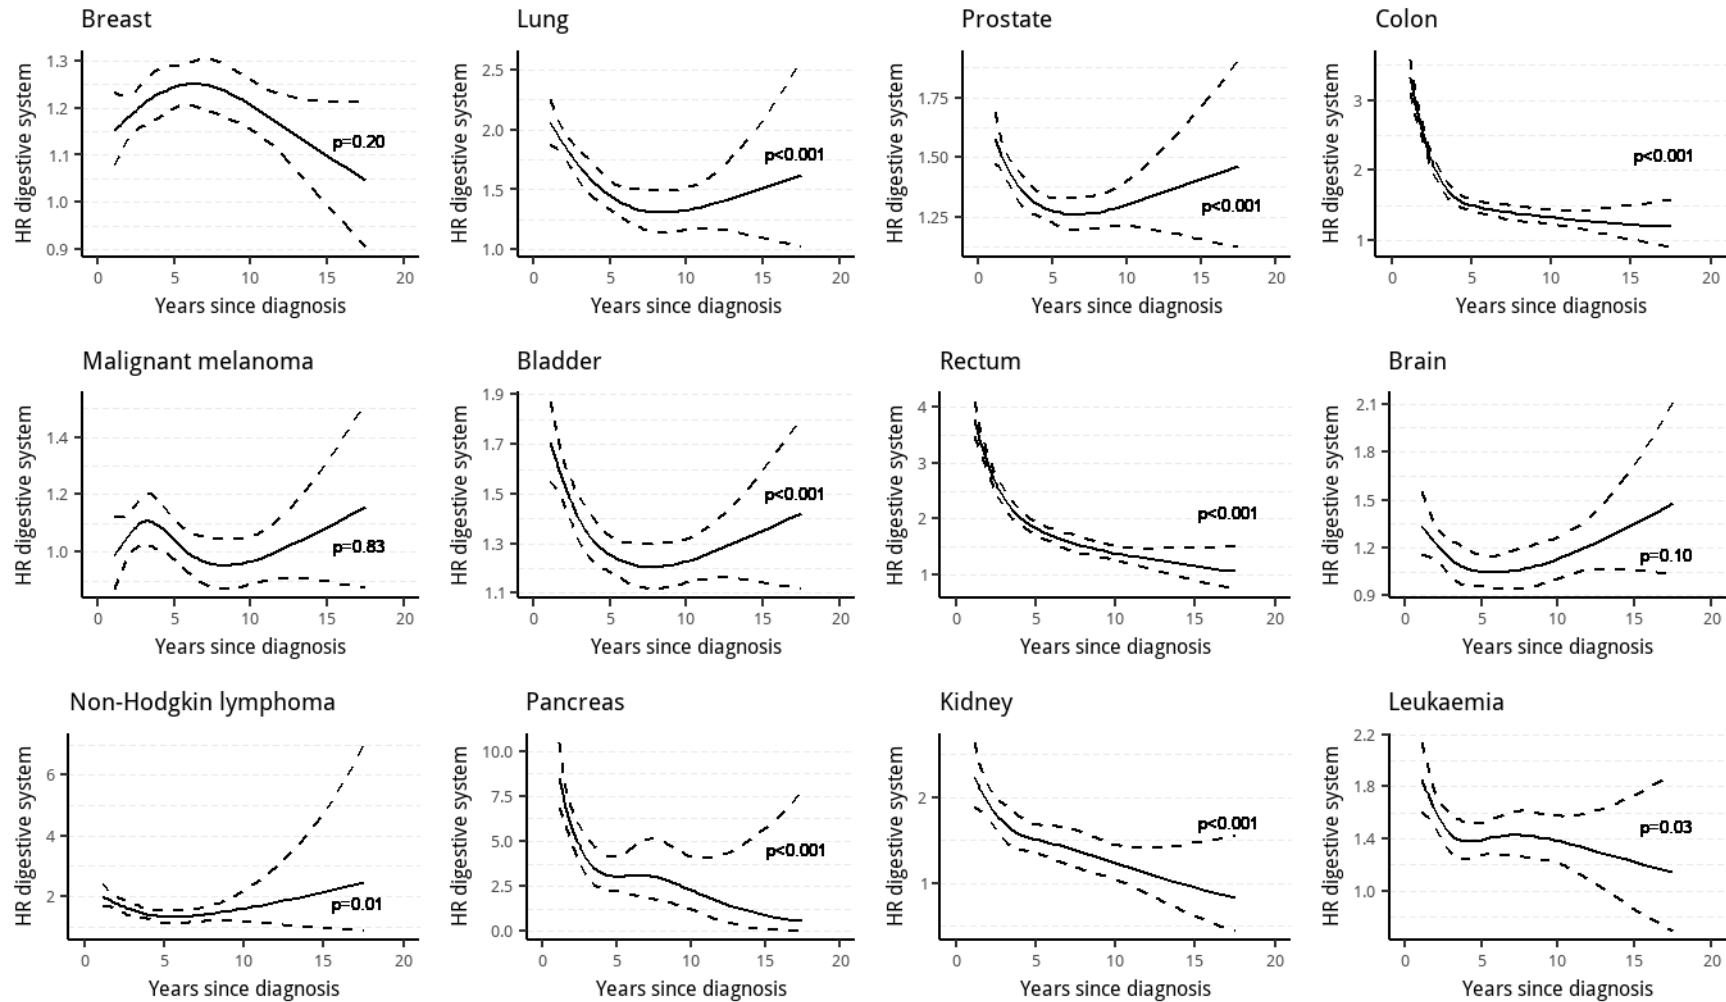 Breast
Lung
Prostate
Colon
HR digestive system
1.3
1.2
1.1
1.0
0.9
p=0.20
0 5 10 15 20
Years since diagnosis
HR digestive system
2.5
2.0
1.5
1.0
p<0.001
0 5 10 15 20
Years since diagnosis
HR digestive system
1.75
1.50
1.25
p<0.001
0 5 10 15 20
Years since diagnosis
HR digestive system
3
2
1
p<0.001
0 5 10 15 20
Years since diagnosis
Malignant melanoma
Bladder
Rectum
Brain
HR digestive system
1.4
1.2
1.0
p=0.83
0 5 10 15 20
Years since diagnosis
HR digestive system
1.9
1.7
1.5
1.3
1.1
p<0.001
0 5 10 15 20
Years since diagnosis
HR digestive system
4
3
2
1
p<0.001
0 5 10 15 20
Years since diagnosis
HR digestive system
2.1
1.8
1.5
1.2
0.9
p=0.10
0 5 10 15 20
Years since diagnosis
Non-Hodgkin lymphoma
Pancreas
Kidney
Leukaemia
HR digestive system
6
4
2
p=0.01
0 5 10 15 20
Years since diagnosis
HR digestive system
10.0
7.5
5.0
2.5
0.0
p<0.001
0 5 10 15 20
Years since diagnosis
HR digestive system
2
1
p<0.001
0 5 10 15 20
Years since diagnosis
HR digestive system
2.2
1.8
1.4
1.0
p=0.03
0 5 10 15 20
Years since diagnosis